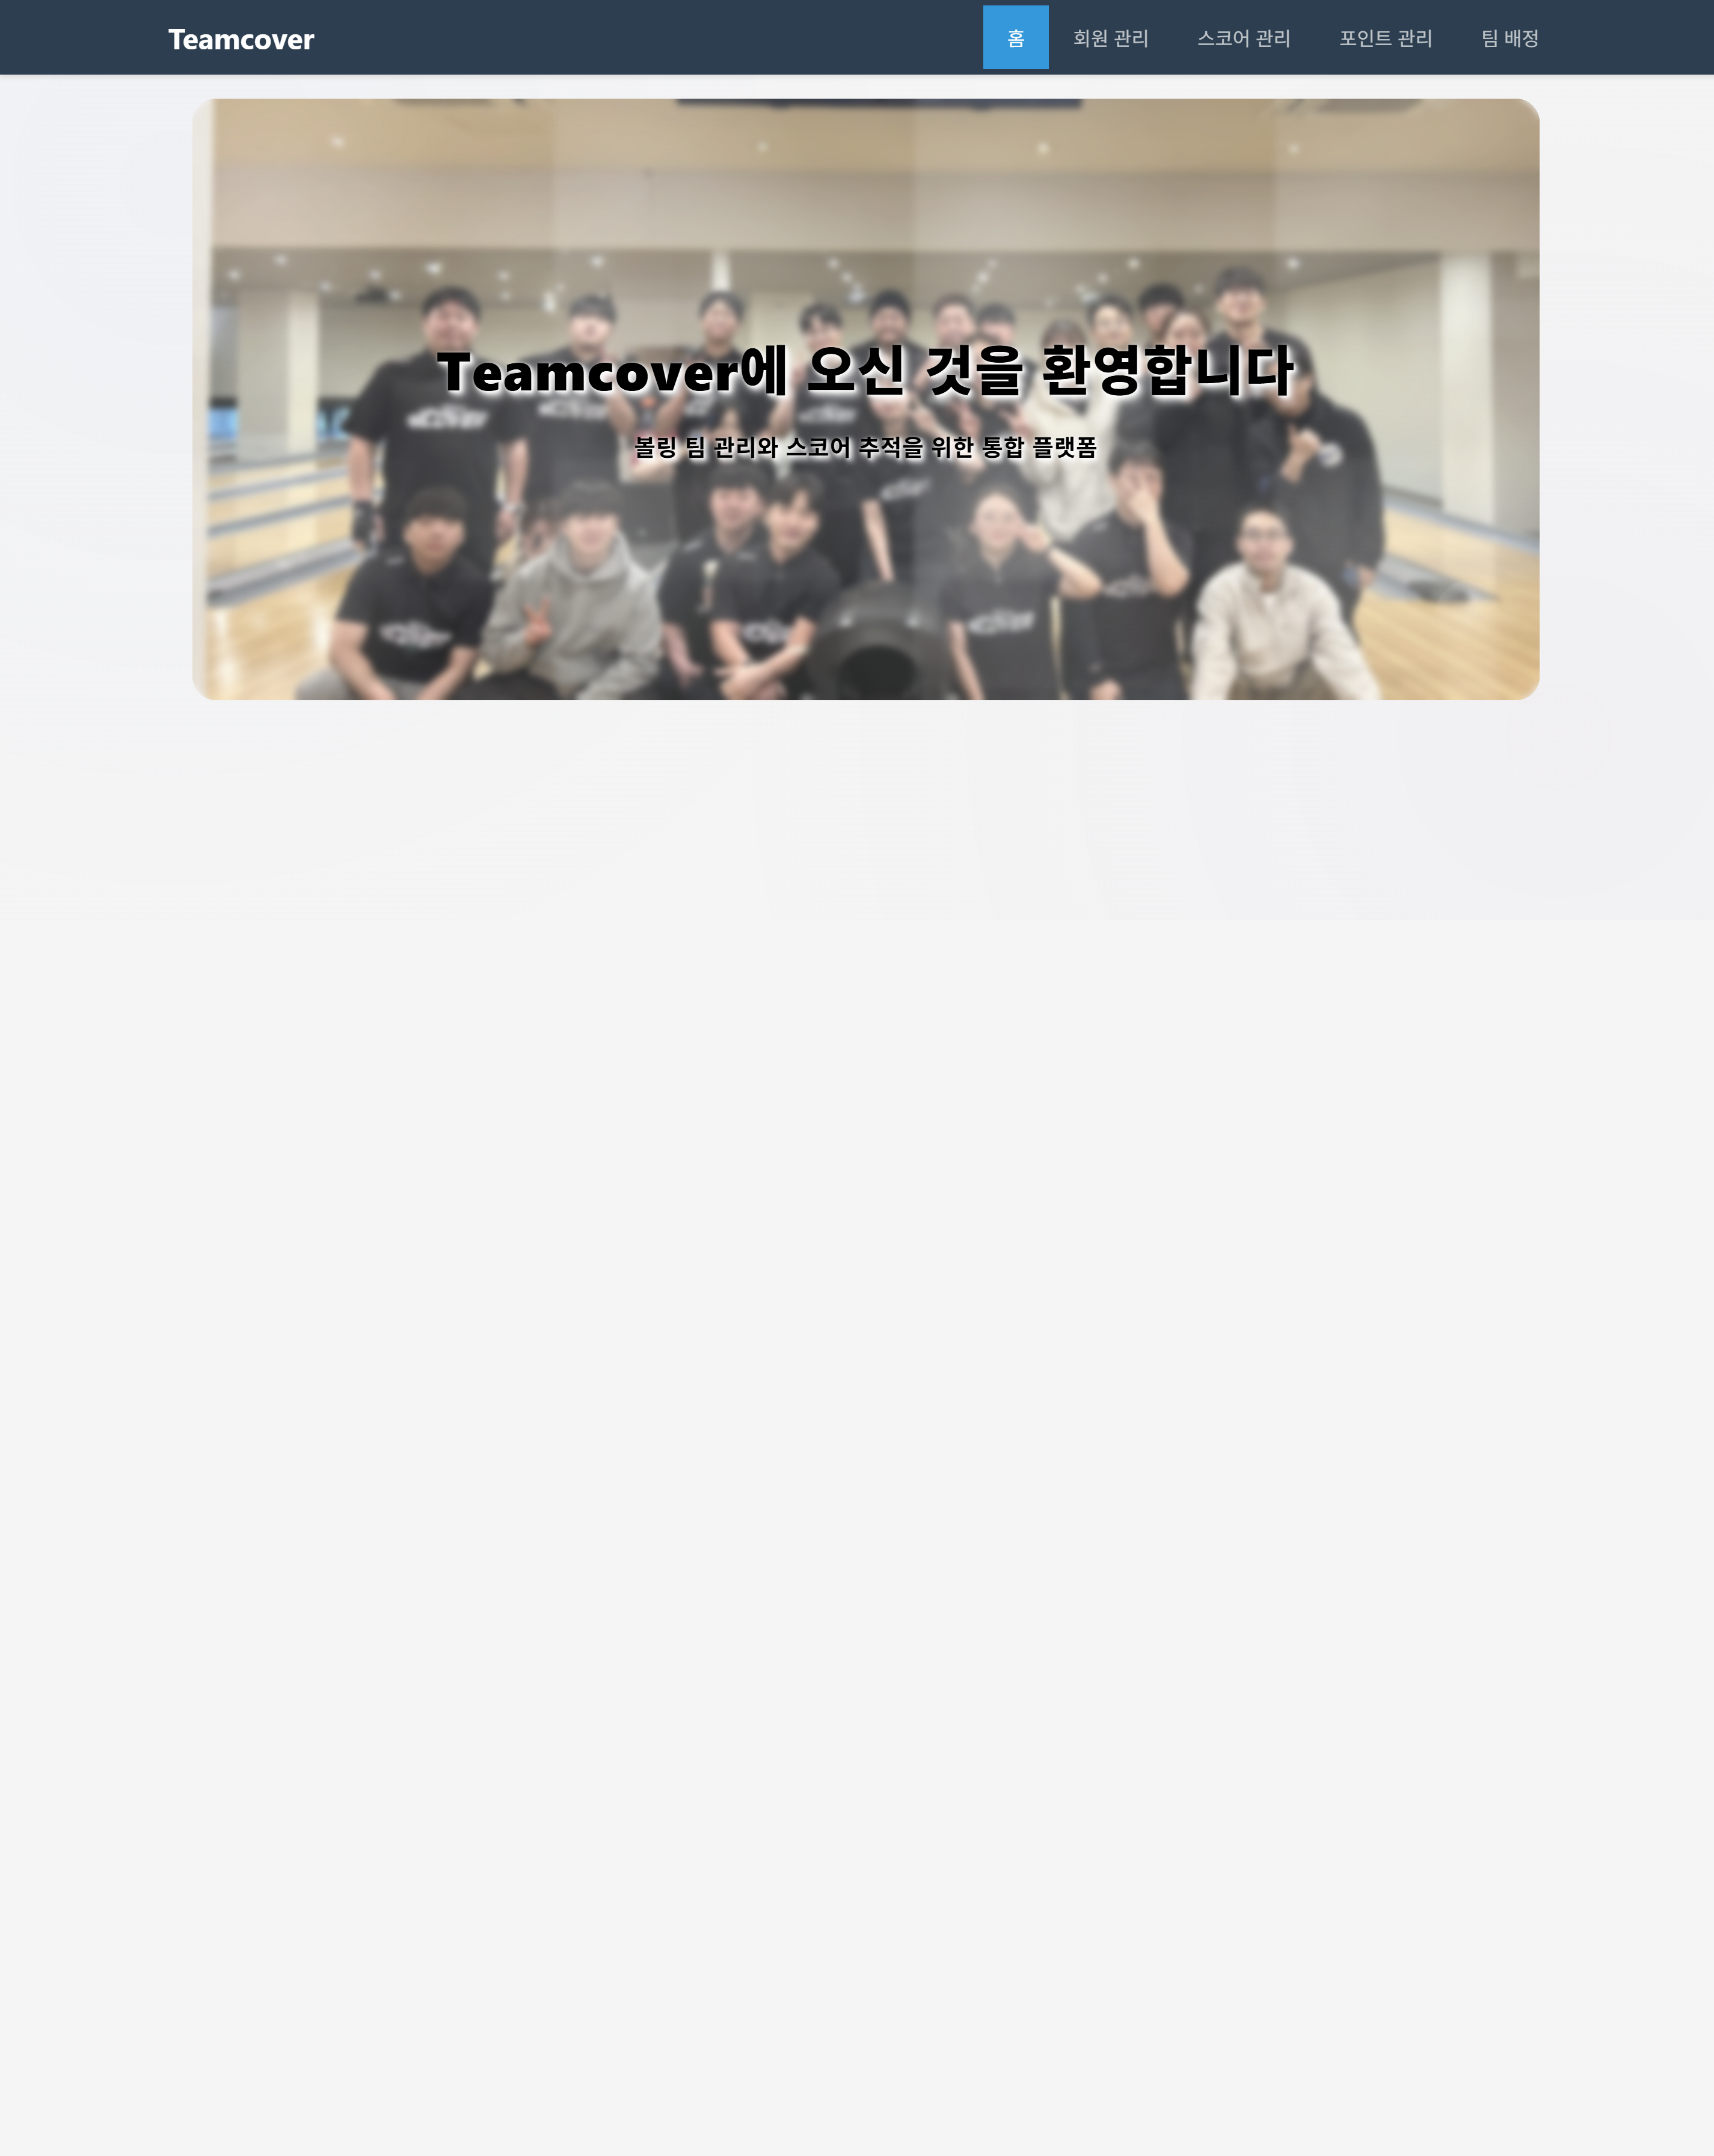 Teamcover
홈
회원 관리
스코어 관리
포인트 관리
팀 배정
Teamcover에 오신 것을 환영합니다
볼링 팀 관리와 스코어 추적을 위한 통합 플랫폼